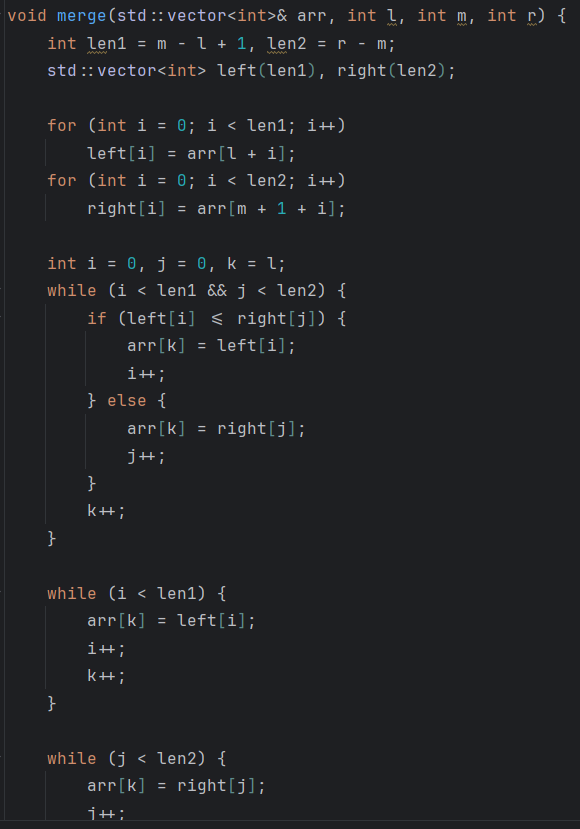 void merge(std::vector<int>& arr, int l, int m, int r) {
    int len1 = m - l + 1, len2 = r - m;
    std::vector<int> left(len1), right(len2);

    for (int i = 0; i < len1; i++)
        left[i] = arr[l + i];
    for (int i = 0; i < len2; i++)
        right[i] = arr[m + 1 + i];

    int i = 0, j = 0, k = l;
    while (i < len1 && j < len2) {
        if (left[i] <= right[j]) {
            arr[k] = left[i];
            i++;
        } else {
            arr[k] = right[j];
            j++;
        }
        k++;
    }

    while (i < len1) {
        arr[k] = left[i];
        i++;
        k++;
    }

    while (j < len2) {
        arr[k] = right[j];
        j++;